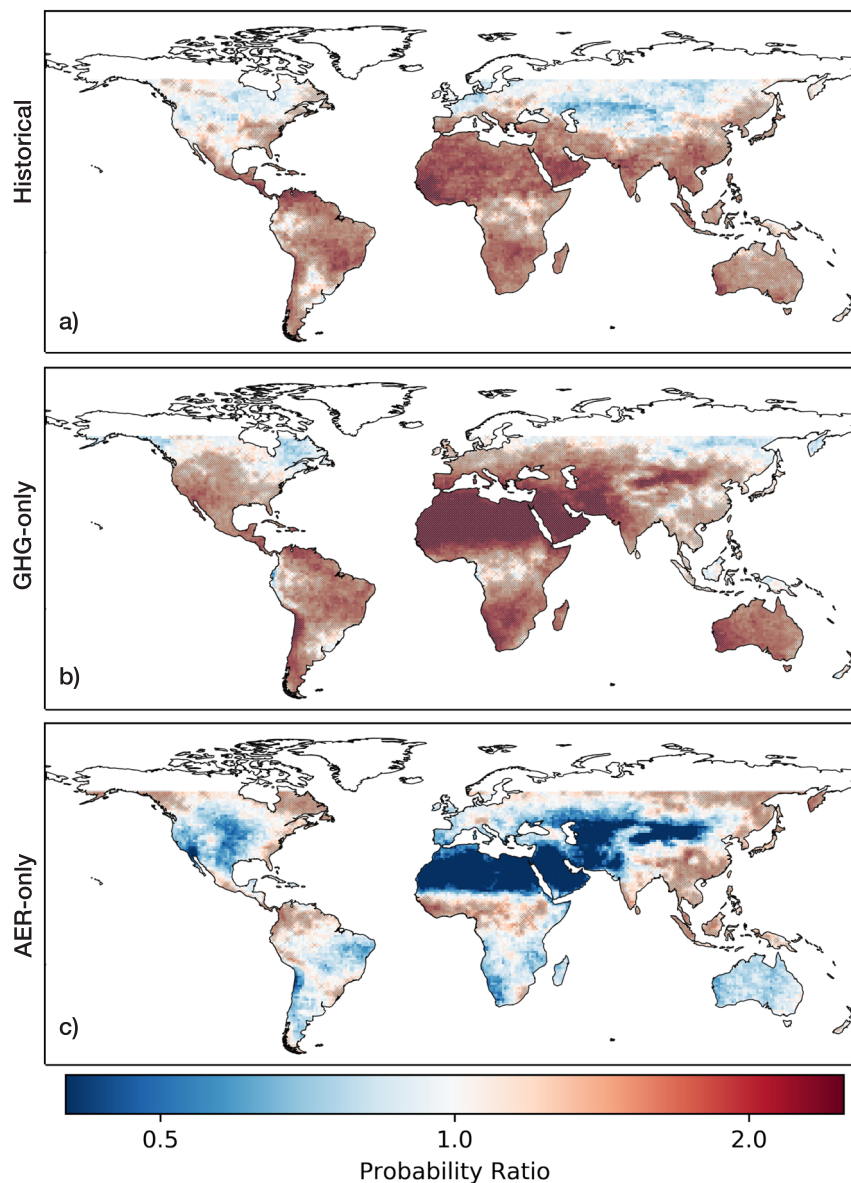 Historical
a)
GHG-only
b)
AER-only
c)
0.5 1.0 2.0
Probability Ratio